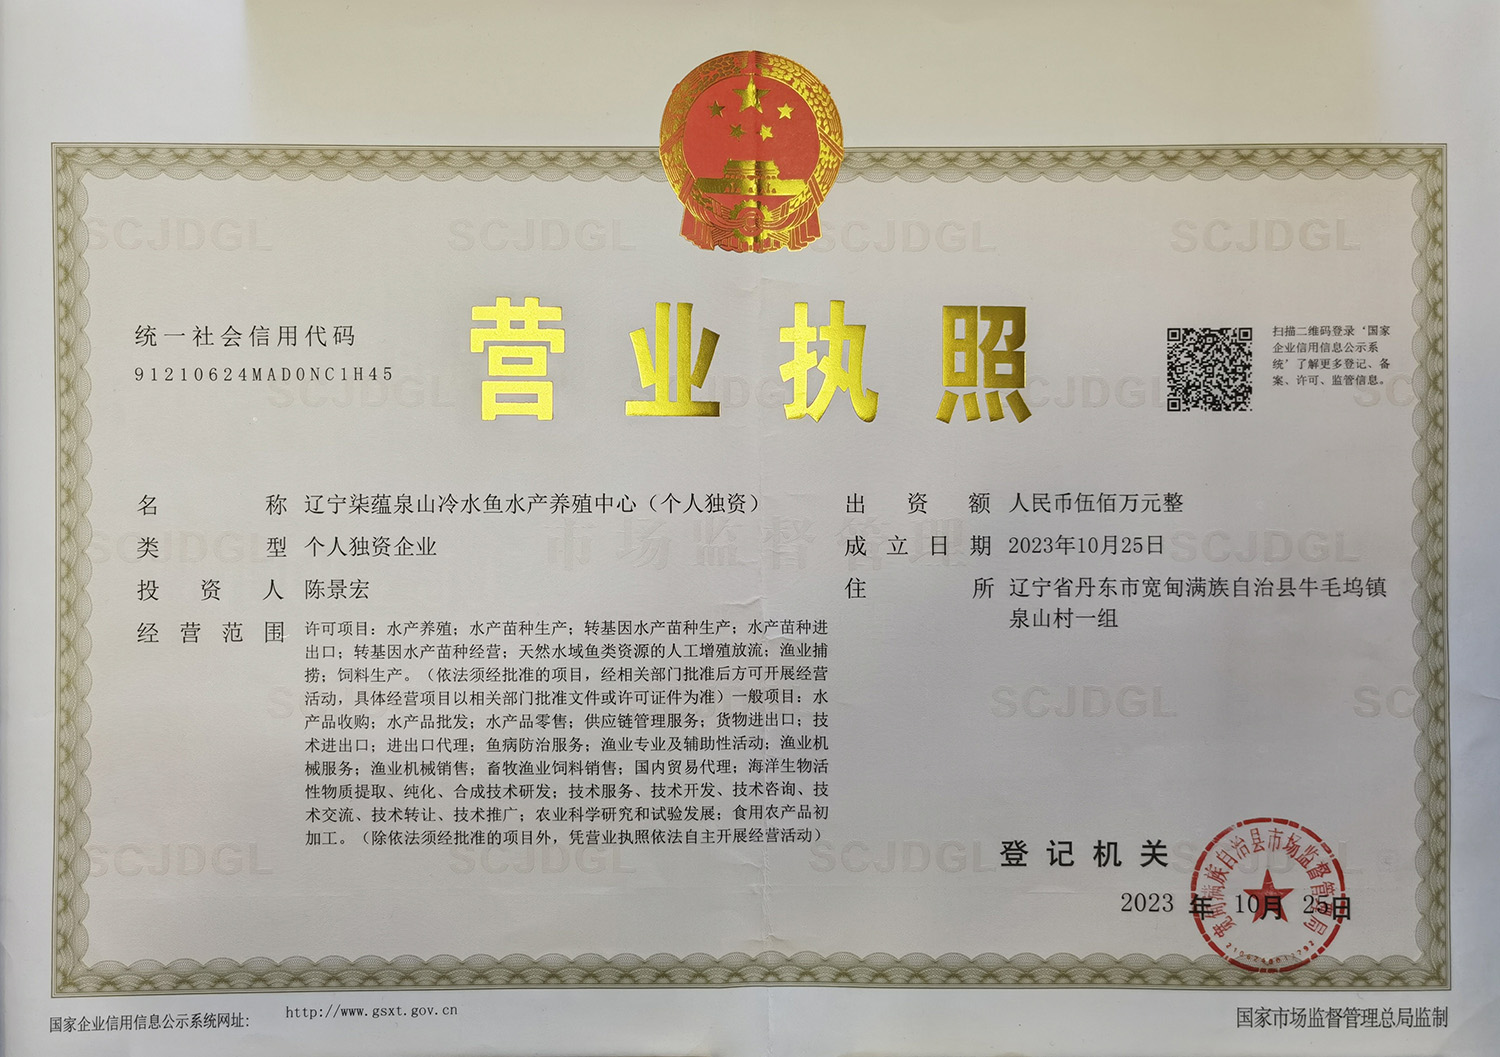 营业执照
统一社会信用代码
91210624MAD0NC1H45
扫描二维码登录‘国家
企业信用信息公示系
统’了解更多登记、备
案、许可、监管信息。
名称 辽宁柒蕴泉山冷水鱼水产养殖中心（个人独资）
类型 个人独资企业
投资人 陈景宏
经营范围 许可项目：水产养殖；水产苗种生产；转基因水产苗种生产；水产苗种进
出口；转基因水产苗种经营；天然水域鱼类资源的人工增殖放流；渔业捕
捞；饲料生产。（依法须经批准的项目，经相关部门批准后方可开展经营
活动，具体经营项目以相关部门批准文件或许可证件为准）一般项目：水
产品收购；水产品批发；水产品零售；供应链管理服务；货物进出口；技
术进出口；进出口代理；鱼病防治服务；渔业专业及辅助性活动；渔业机
械服务；渔业机械销售；畜牧渔业饲料销售；国内贸易代理；海洋生物活
性物质提取、纯化、合成技术研发；技术服务、技术开发、技术咨询、技
术交流、技术转让、技术推广；农业科学研究和试验发展；食用农产品初
加工。（除依法须经批准的项目外，凭营业执照依法自主开展经营活动）
出资额 人民币伍佰万元整
成立日期 2023年10月25日
住所 辽宁省丹东市宽甸满族自治县牛毛坞镇
泉山村一组
登记机关
2023 年 10月 25日
宽甸满族自治县市场监督管理局
市场监督管理
SCJDGL
国家企业信用信息公示系统网址：
http://www.gsxt.gov.cn
国家市场监督管理总局监制